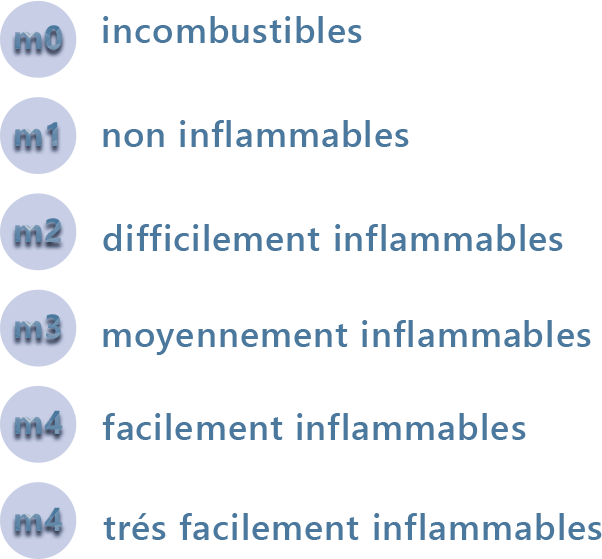 m0 incombustibles
m1 non inflammables
m2 difficilement inflammables
m3 moyennement inflammables
m4 facilement inflammables
m4 trés facilement inflammables